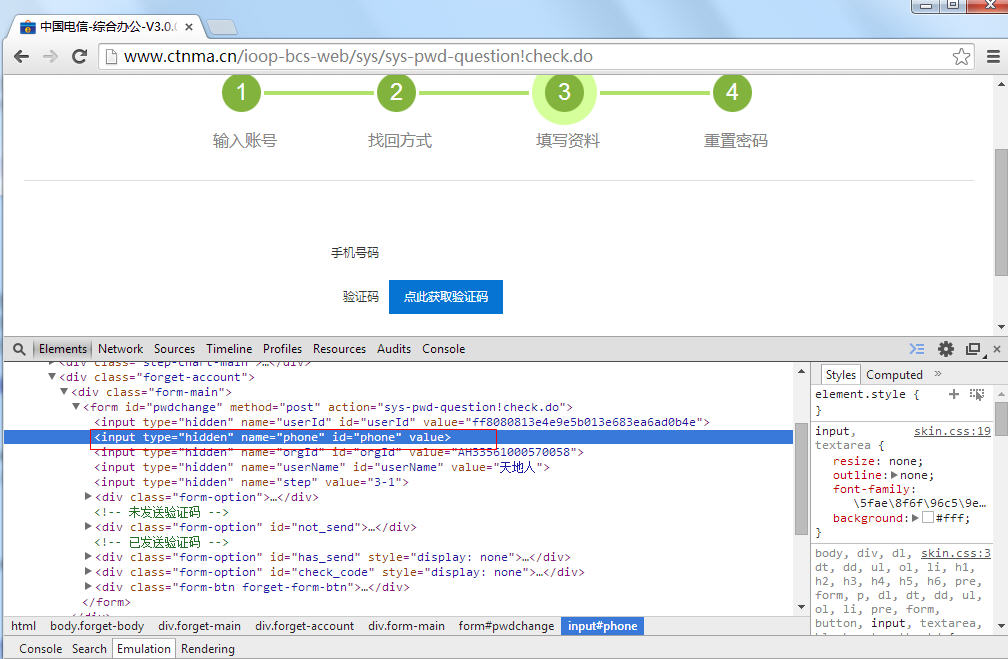 中国电信-综合办公-V3.0.
www.ctnma.cn/ioop-bcs-web/sys/sys-pwd-question!check.do
1 2 3 4
输入账号 找回方式 填写资料 重置密码
手机号码
验证码 点此获取验证码
Elements Network Sources Timeline Profiles Resources Audits Console
<div class="step-chart-main">…</div>
▼<div class="forget-account">
▼<div class="form-main">
▼<form id="pwdchange" method="post" action="sys-pwd-question!check.do">
<input type="hidden" name="userId" id="userId" value="ff8080813e4e9e5b013e683ea6ad0b4e">
<input type="hidden" name="phone" id="phone" value>
<input type="hidden" name="orgId" id="orgId" value="AH33561000570058">
<input type="hidden" name="userName" id="userName" value="天地人">
<input type="hidden" name="step" value="3-1">
▶<div class="form-option">…</div>
<!-- 未发送验证码 -->
▶<div class="form-option" id="not_send">…</div>
<!-- 已发送验证码 -->
▶<div class="form-option" id="has_send" style="display: none">…</div>
▶<div class="form-option" id="check_code" style="display: none">…</div>
▶<div class="form-btn forget-form-btn">…</div>
</form>
</div>
html body.forget-body div.forget-main div.forget-account div.form-main form#pwdchange input#phone
Console Search Emulation Rendering
Styles Computed »
element.style {
}
input, skin.css:19
textarea {
resize: none;
outline:▶none;
font-family:
\5fae\8f6f\96c5\9e…
background:▶#fff;
}
body, div, dl, skin.css:3
dt, dd, ul, ol, li, h1,
h2, h3, h4, h5, h6, pre,
form, p, dl, dt, dd, ul,
ol, li, pre, form,
button, input, textarea,